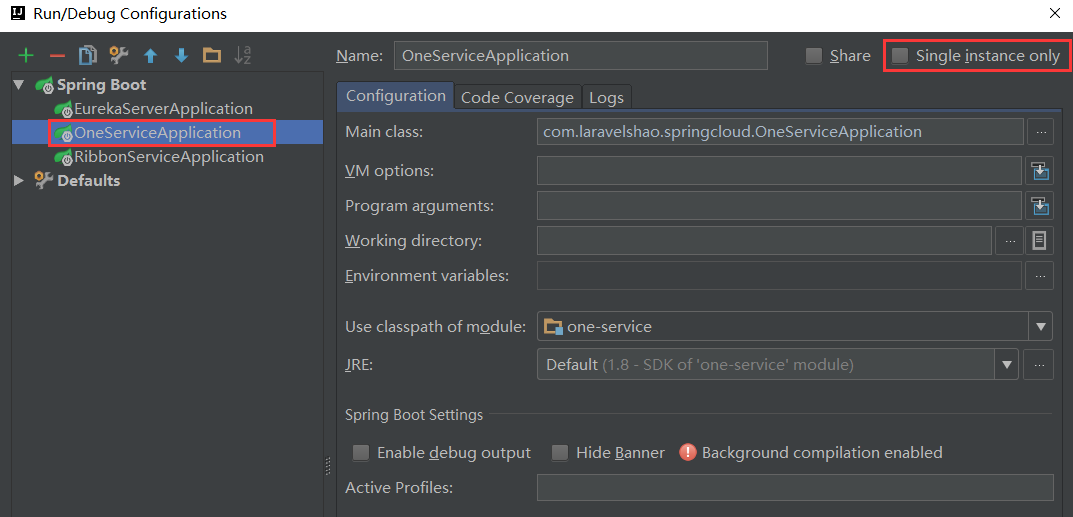 Run/Debug Configurations
Name: OneServiceApplication Share Single instance only
Spring Boot
EurekaServerApplication
OneServiceApplication
RibbonServiceApplication
Defaults
Configuration Code Coverage Logs
Main class: com.laravelshao.springcloud.OneServiceApplication ...
VM options:
Program arguments:
Working directory: ...
Environment variables: ...
Use classpath of module: one-service
JRE: Default (1.8 - SDK of 'one-service' module) ...
Spring Boot Settings
Enable debug output Hide Banner Background compilation enabled
Active Profiles: